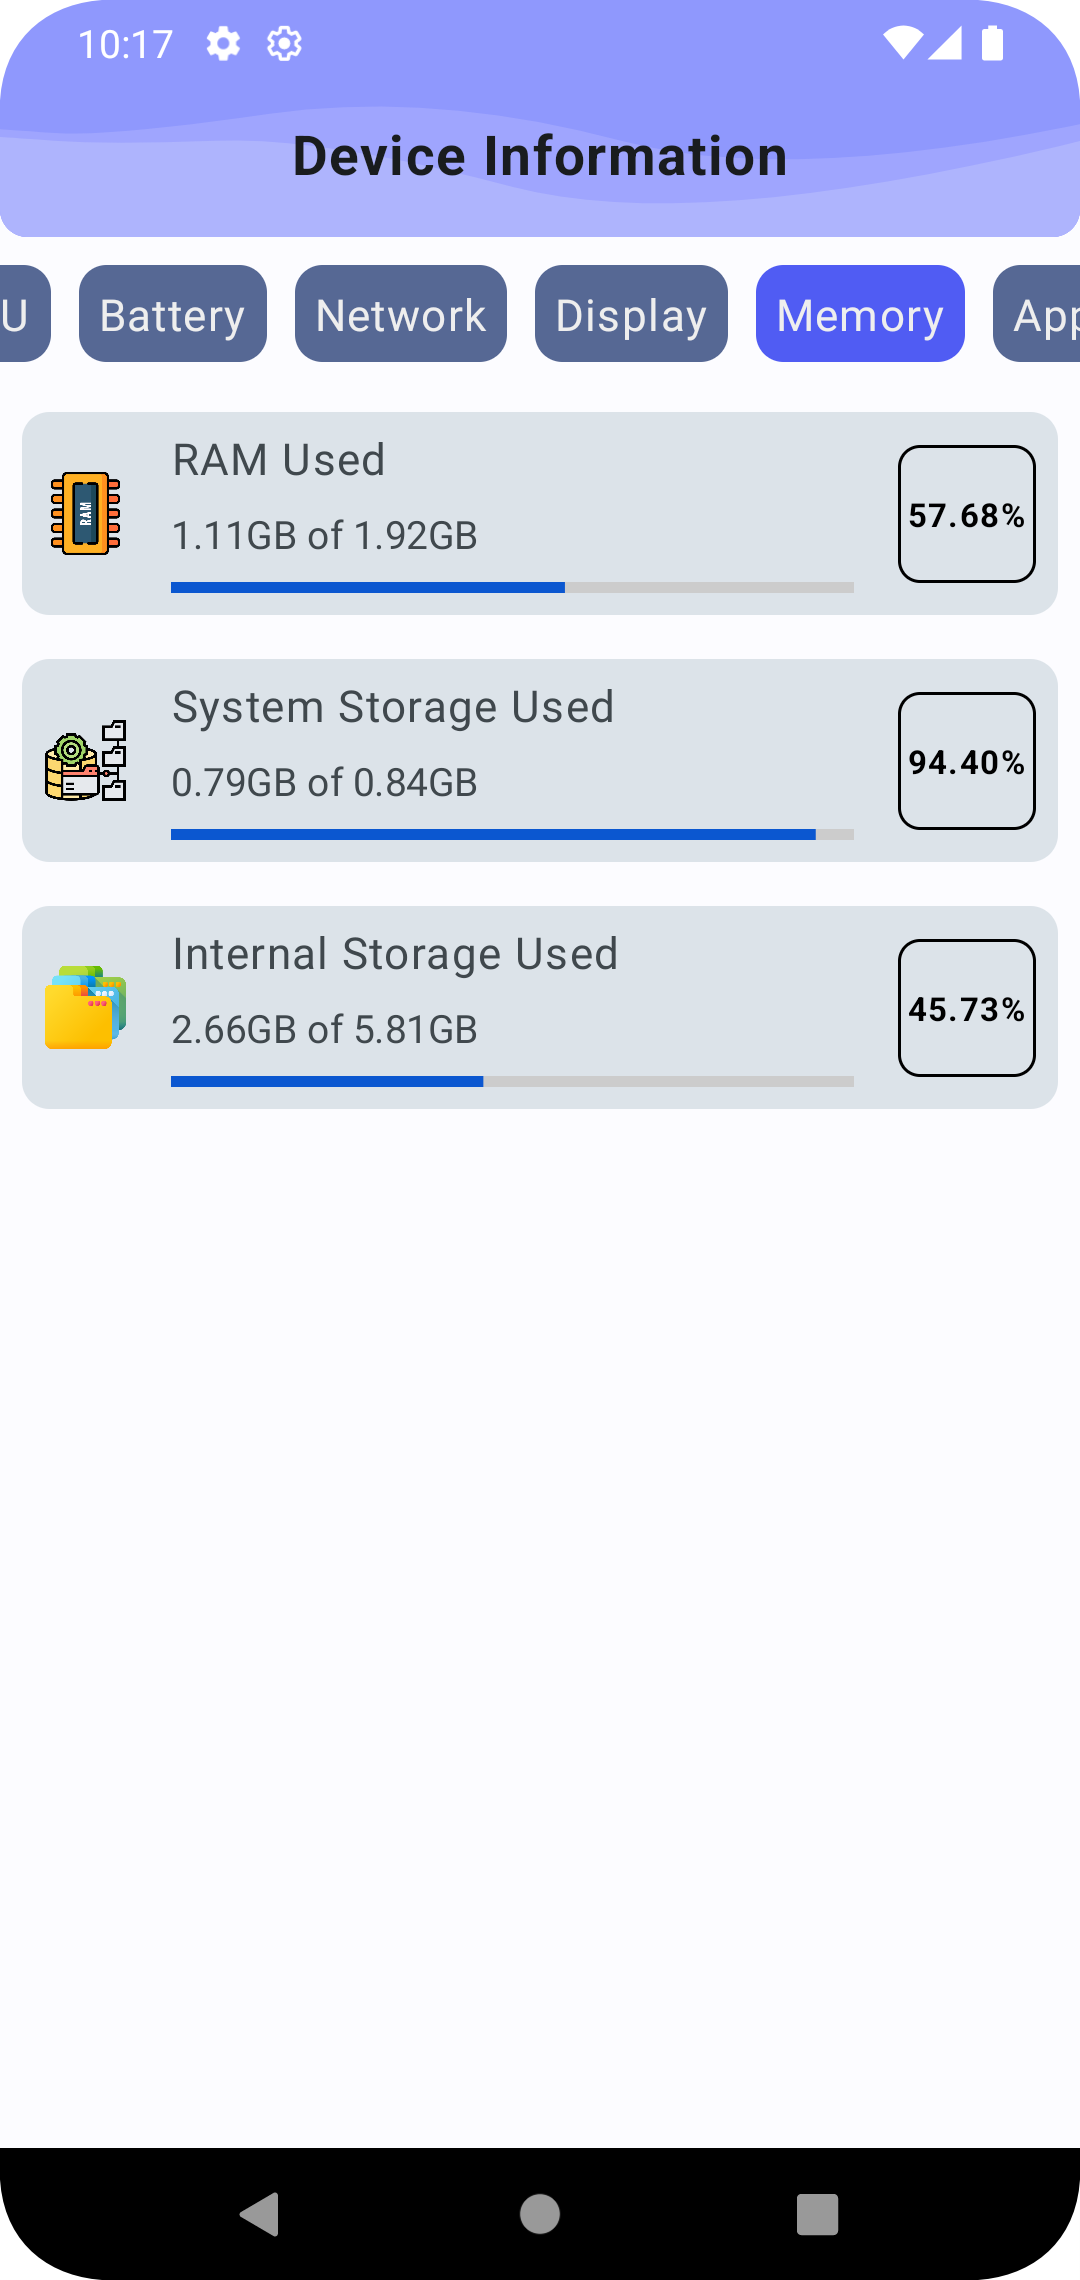 10:17
Device Information
U Battery Network Display Memory App
RAM Used
RAM
1.11GB of 1.92GB
57.68%
System Storage Used
0.79GB of 0.84GB
94.40%
Internal Storage Used
2.66GB of 5.81GB
45.73%